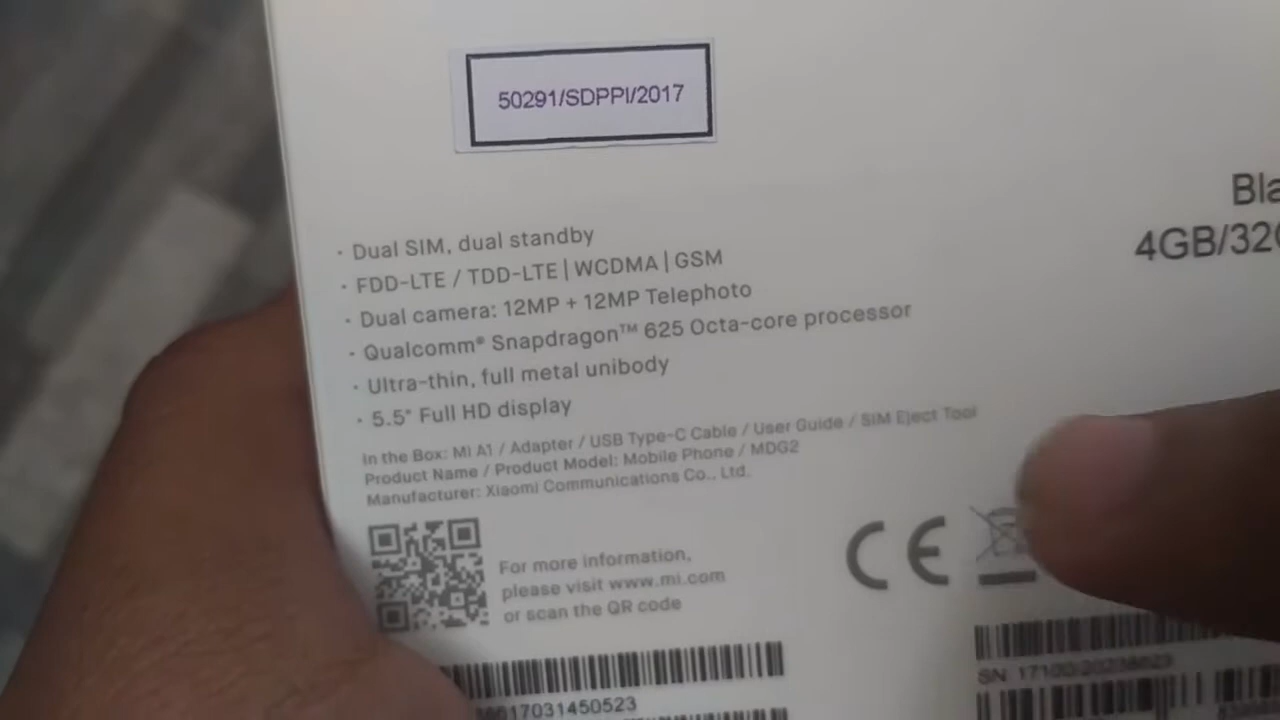 50291/SDPPI/2017
Bla
4GB/32G
· Dual SIM, dual standby
· FDD-LTE / TDD-LTE | WCDMA | GSM
· Dual camera: 12MP + 12MP Telephoto
· Qualcomm® Snapdragon™ 625 Octa-core processor
· Ultra-thin, full metal unibody
· 5.5" Full HD display
In the Box: Mi A1 / Adapter / USB Type-C Cable / User Guide / SIM Eject Tool
Product Name / Product Model: Mobile Phone / MDG2
Manufacturer: Xiaomi Communications Co., Ltd.
For more information,
please visit www.mi.com
or scan the QR code
CE
SN: